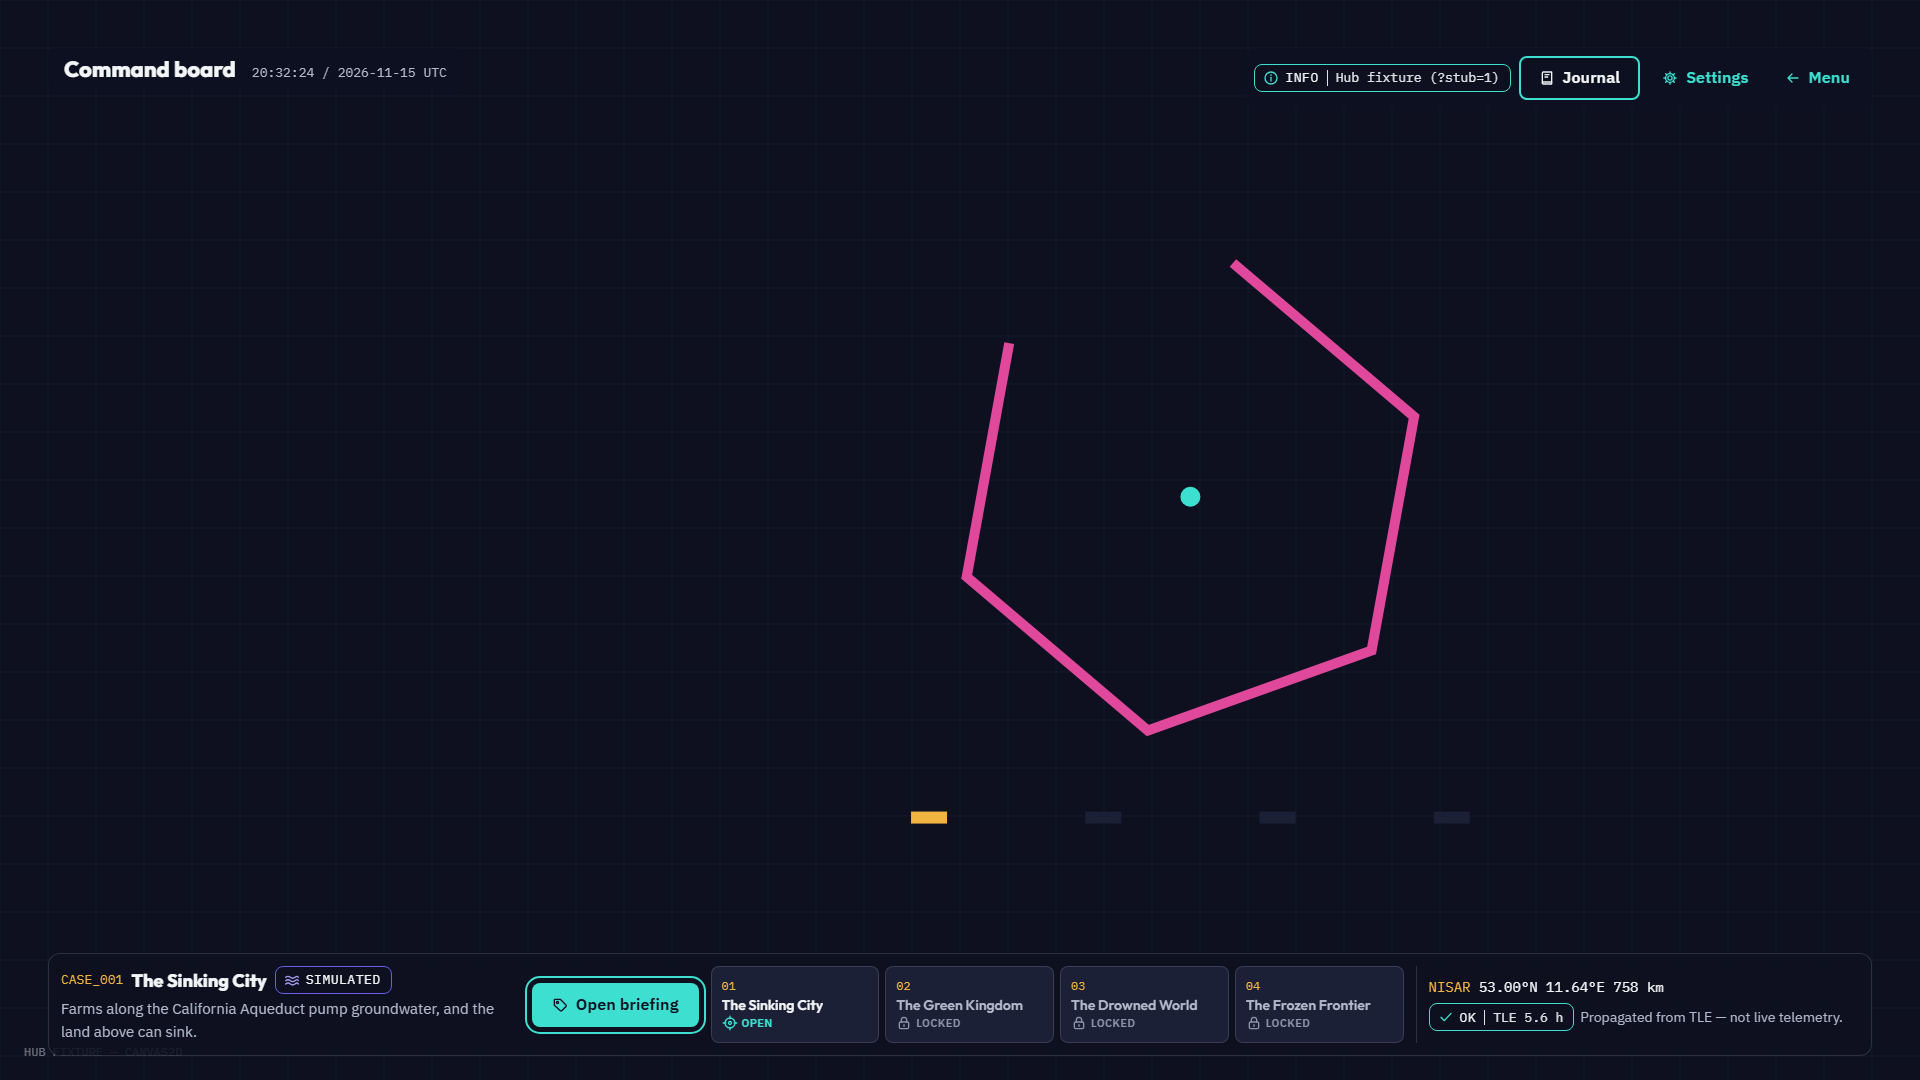 Command board 20:32:24 / 2026-11-15 UTC
INFO Hub fixture (?stub=1)
Journal
Settings
Menu
CASE_001 The Sinking City SIMULATED
Farms along the California Aqueduct pump groundwater, and the
land above can sink.
Open briefing
01
The Sinking City
OPEN
02
The Green Kingdom
LOCKED
03
The Drowned World
LOCKED
04
The Frozen Frontier
LOCKED
NISAR 53.00°N 11.64°E 758 km
OK TLE 5.6 h Propagated from TLE — not live telemetry.
HUB FIXTURE — CANVAS2D